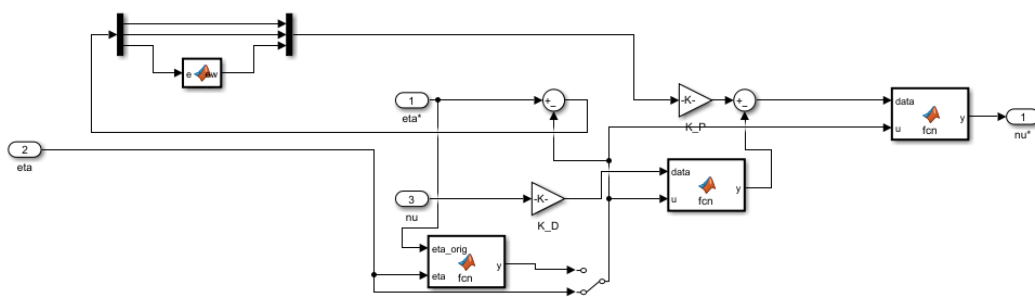 e
ew
1
eta*
+
-
-K-
K_P
+
-
data
u
y
fcn
1
nu*
2
eta
3
nu
-K-
K_D
data
u
y
fcn
eta_orig
eta
y
fcn